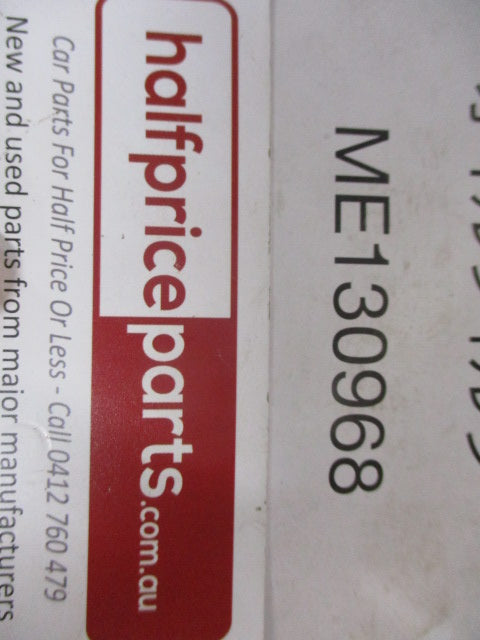 ME130968
halfpriceparts.com.au
Car Parts For Half Price Or Less - Call 0412 760 479
New and used parts from major manufacturers